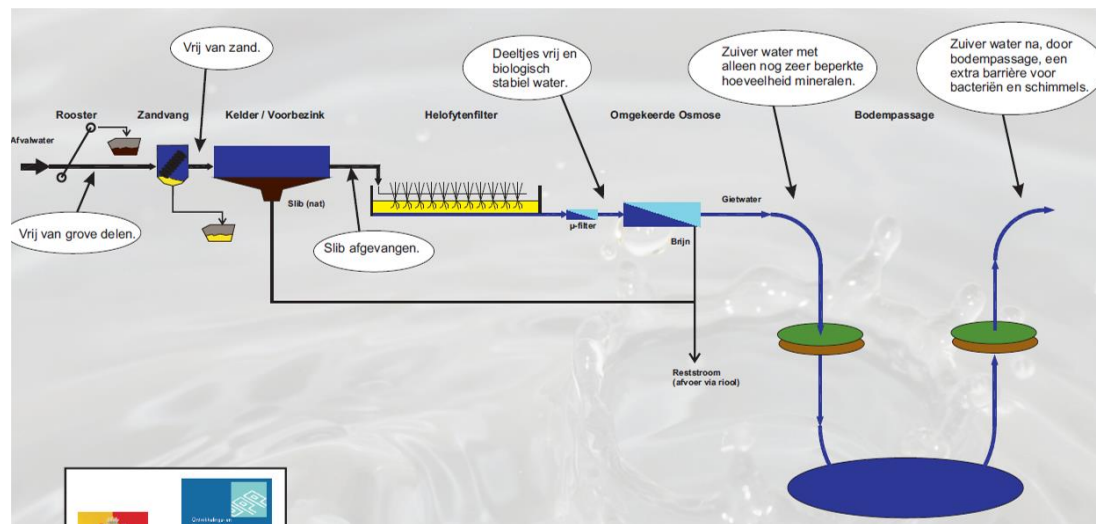 Vrij van zand.
Deeltjes vrij en
biologisch
stabiel water.
Zuiver water met
alleen nog zeer beperkte
hoeveelheid mineralen.
Zuiver water na, door
bodempassage, een
extra barrière voor
bacteriën en schimmels.
Rooster
Zandvang
Kelder / Voorbezink
Helofytenfilter
Omgekeerde Osmose
Bodempassage
Afvalwater
Slib (nat)
µ-filter
Gietwater
Brijn
Vrij van grove delen.
Slib afgevangen.
Reststroom
(afvoer via riool)